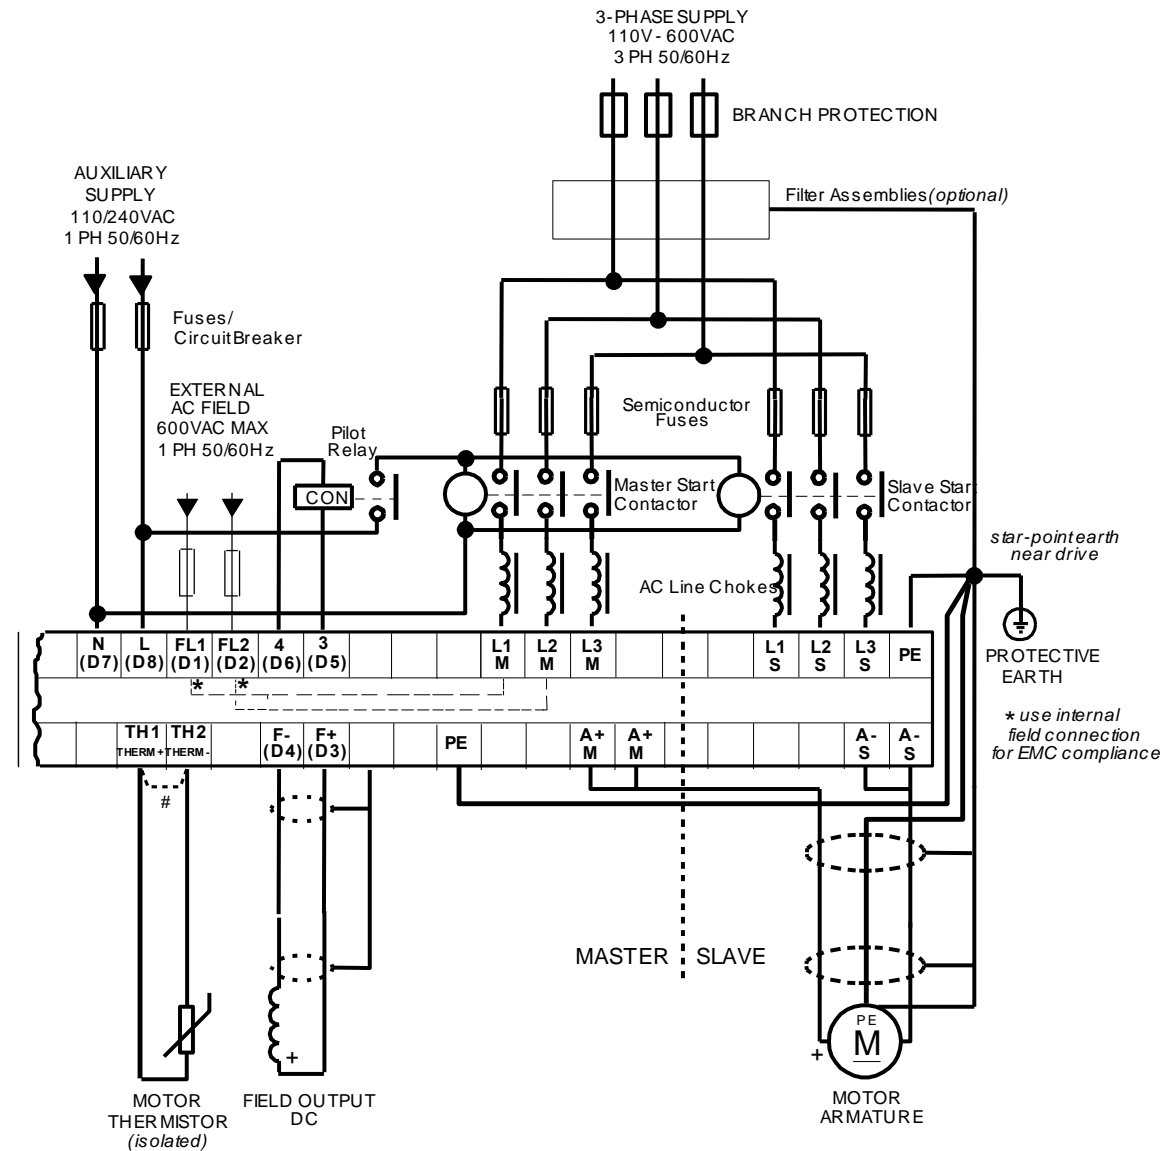 3-PHASE SUPPLY
110V - 600VAC
3 PH 50/60Hz
BRANCH PROTECTION
AUXILIARY
SUPPLY
110/240VAC
1 PH 50/60Hz
Filter Assemblies (optional)
Fuses/
Circuit Breaker
EXTERNAL
AC FIELD
600VAC MAX
1 PH 50/60Hz
Pilot
Relay
Semiconductor
Fuses
CON
Master Start
Contactor
Slave Start
Contactor
star-point earth
near drive
AC Line Chokes
N
(D7)
L
(D8)
FL1
(D1)
FL2
(D2)
4
(D6)
3
(D5)
L1
M
L2
M
L3
M
L1
S
L2
S
L3
S
PE
PROTECTIVE
EARTH
*
*
* use internal
field connection
for EMC compliance
TH1
THERM+
TH2
THERM-
F-
(D4)
F+
(D3)
PE
A+
M
A+
M
A-
S
A-
S
#
MASTER
SLAVE
PE
M
+
+
MOTOR
THERMISTOR
(isolated)
FIELD OUTPUT
DC
MOTOR
ARMATURE